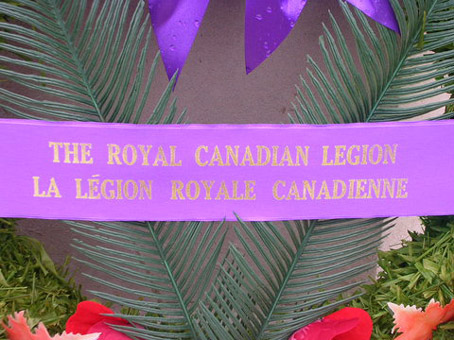 THE ROYAL CANADIAN LEGION
LA LÉGION ROYALE CANADIENNE